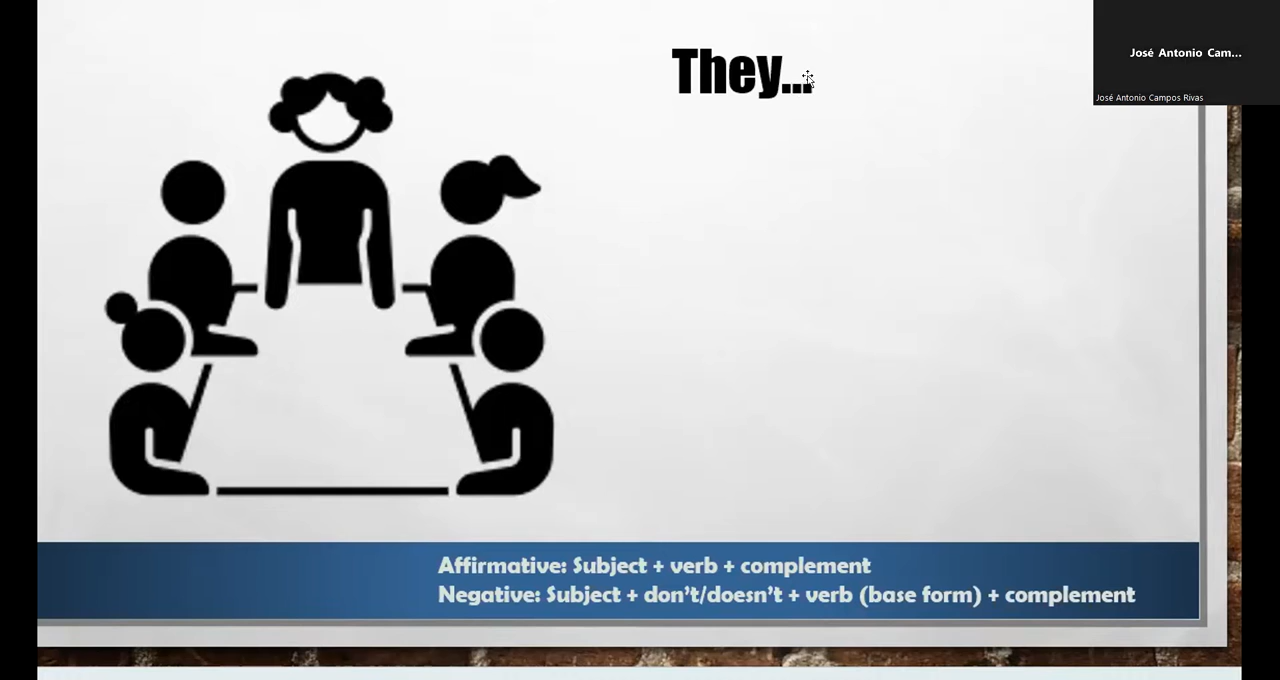 They...
José Antonio Cam...
José Antonio Campos Rivas
Affirmative: Subject + verb + complement
Negative: Subject + don't/doesn't + verb (base form) + complement